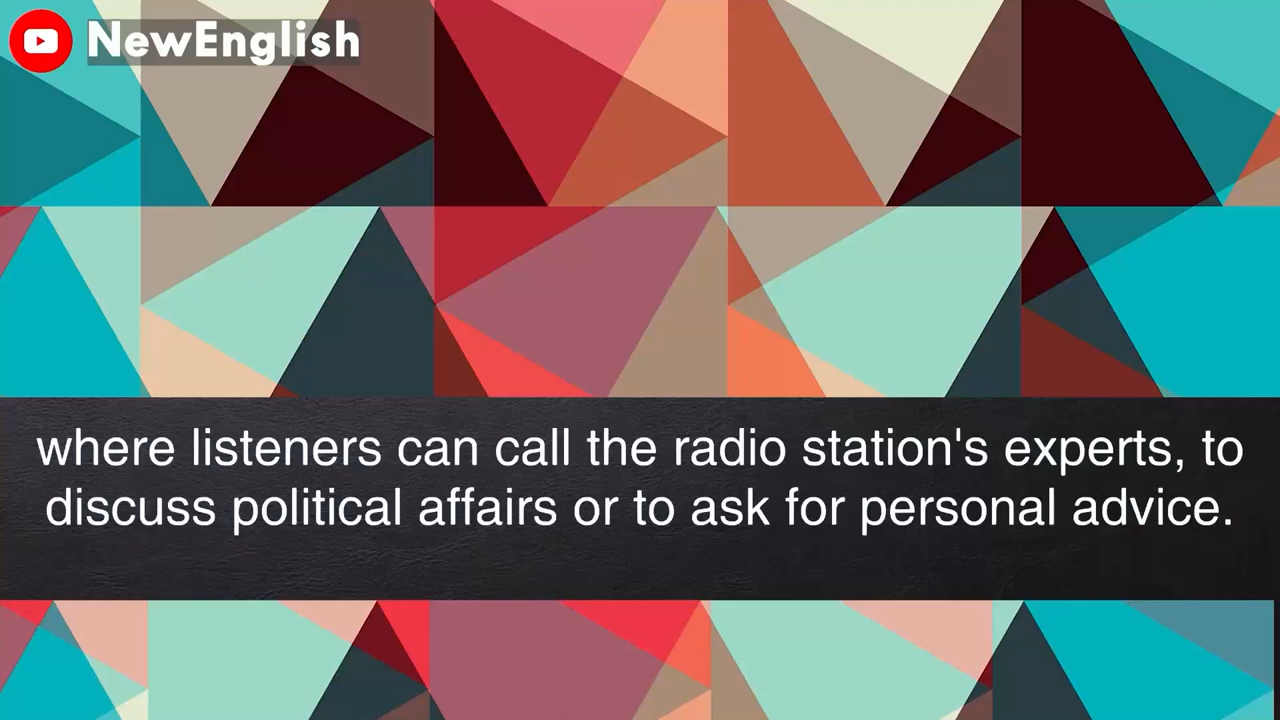 NewEnglish
where listeners can call the radio station's experts, to
discuss political affairs or to ask for personal advice.